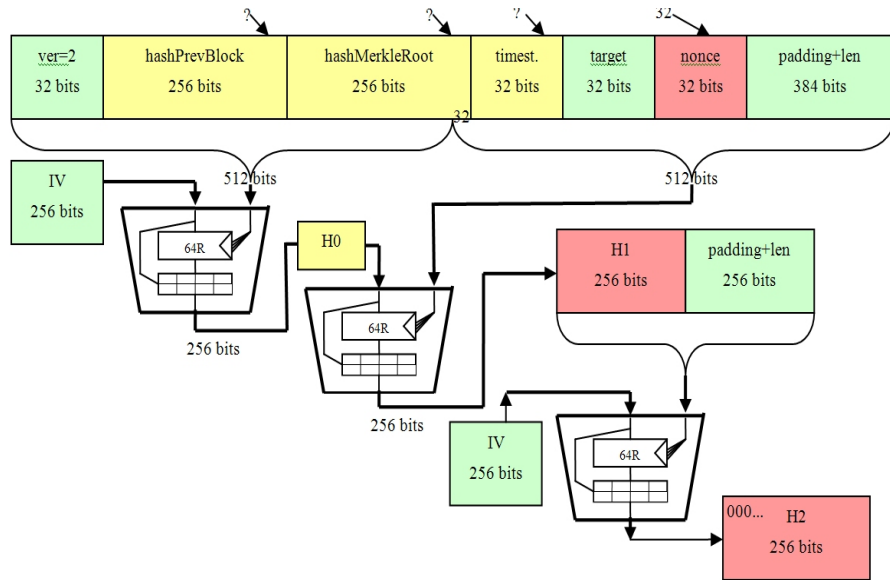 ? ? ? 32
ver=2 hashPrevBlock hashMerkleRoot timest. target nonce padding+len
32 bits 256 bits 256 bits 32 bits 32 bits 32 bits 384 bits
32
512 bits 512 bits
IV
256 bits
64R
256 bits
H0
64R
256 bits
H1 padding+len
256 bits 256 bits
IV
256 bits
64R
000... H2
256 bits